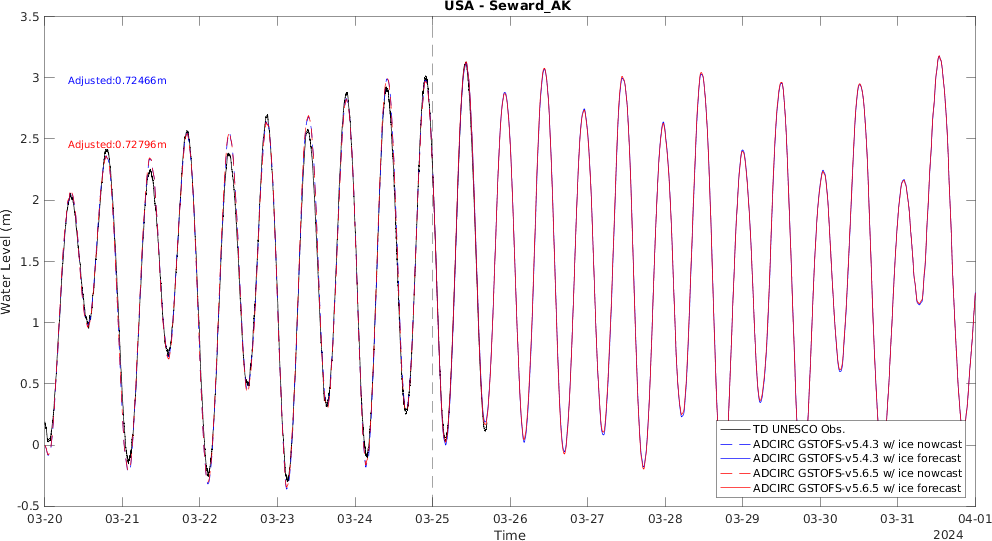 USA - Seward_AK
3.5
3
2.5
2
1.5
1
0.5
0
-0.5
Water Level (m)
Adjusted:0.72466m
Adjusted:0.72796m
TD UNESCO Obs.
ADCIRC GSTOFS-v5.4.3 w/ ice nowcast
ADCIRC GSTOFS-v5.4.3 w/ ice forecast
ADCIRC GSTOFS-v5.6.5 w/ ice nowcast
ADCIRC GSTOFS-v5.6.5 w/ ice forecast
03-20 03-21 03-22 03-23 03-24 03-25 03-26 03-27 03-28 03-29 03-30 03-31 04-01
Time
2024